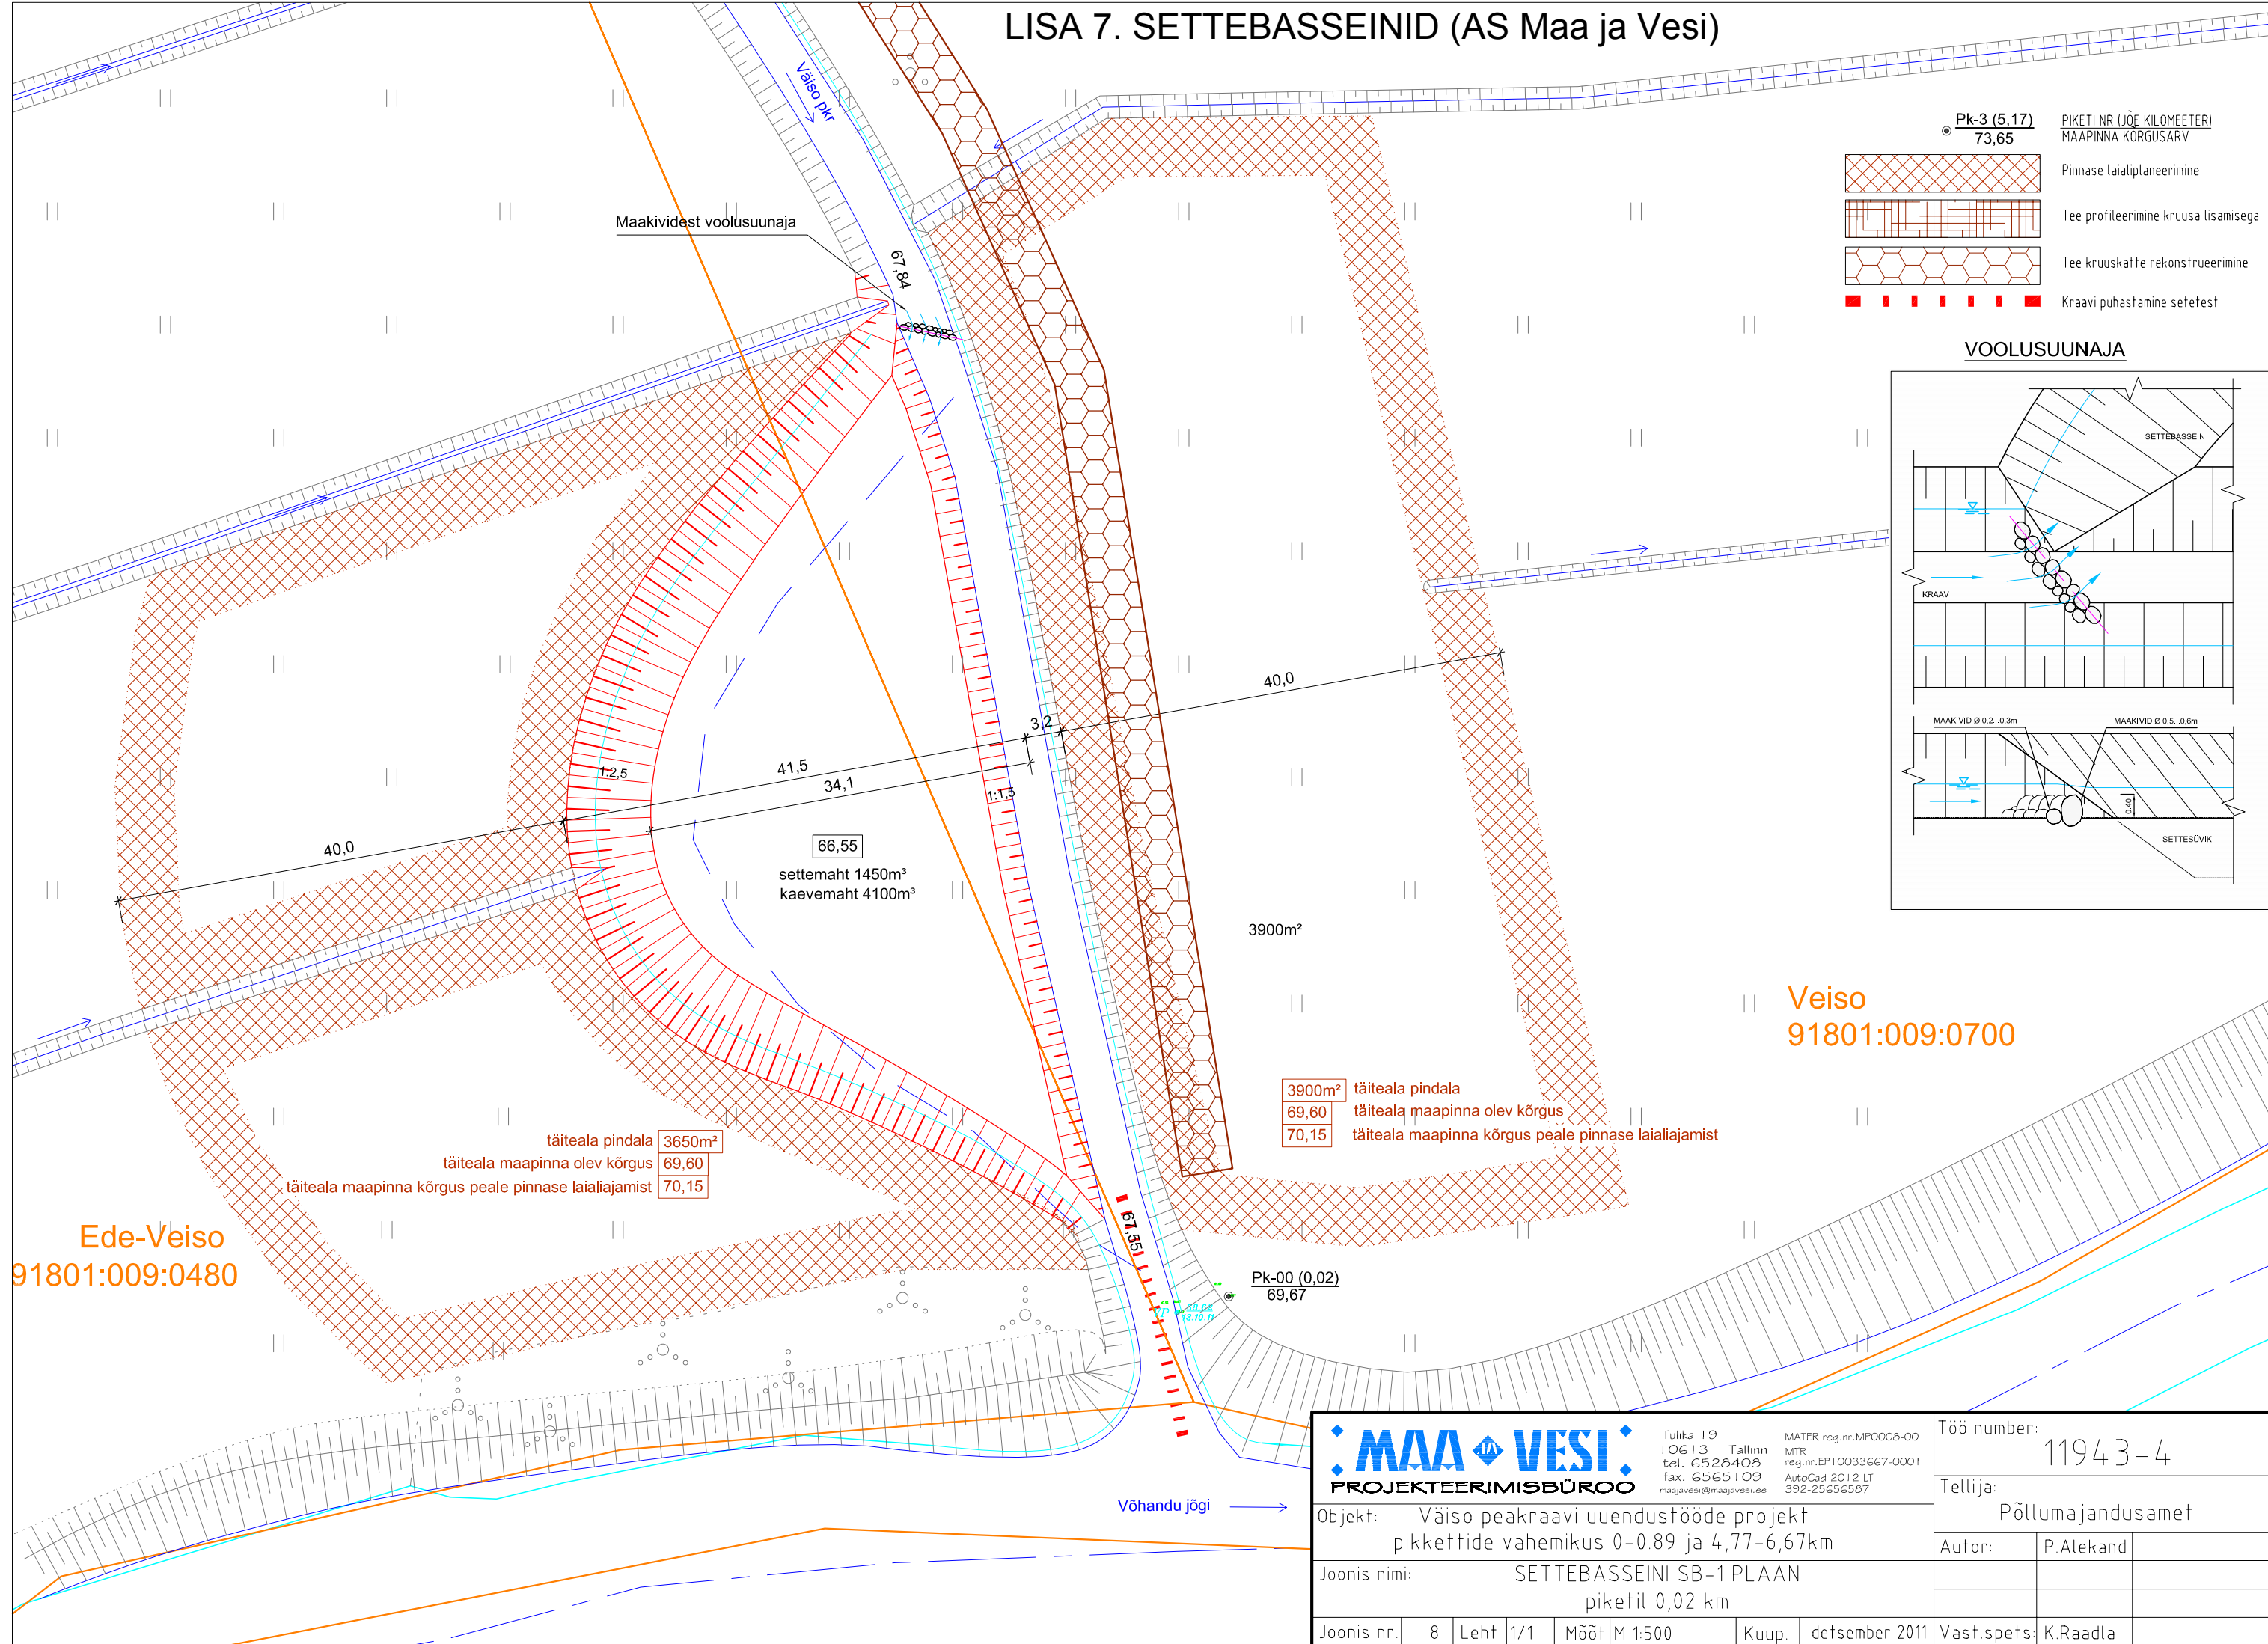 LISA 7. SETTEBASSEINID (AS Maa ja Vesi)
Väiso pkr
Pk-3 (5,17)
73,65
PIKETI NR (JÕE KILOMEETER)
MAAPINNA KÕRGUSARV
Pinnase laialiplaneerimine
Tee profileerimine kruusa lisamisega
Tee kruuskatte rekonstrueerimine
Kraavi puhastamine setetest
Maakividest voolusuunaja
67,84
VOOLUSUUNAJA
SETTEBASSEIN
KRAAV
MAAKIVID Ø 0,2...0,3m
MAAKIVID Ø 0,5...0,6m
0.40
SETTESÜVIK
40,0
3,2
41,5
34,1
1:2,5
1:1,5
40,0
66,55
settemaht 1450m³
kaevemaht 4100m³
3900m²
Veiso
91801:009:0700
3900m² täiteala pindala
69,60 täiteala maapinna olev kõrgus
70,15 täiteala maapinna kõrgus peale pinnase laialiajamist
täiteala pindala 3650m²
täiteala maapinna olev kõrgus 69,60
täiteala maapinna kõrgus peale pinnase laialiajamist 70,15
Ede-Veiso
91801:009:0480
67,55
Pk-00 (0,02)
69,67
19.10.11
Võhandu jõgi
MAA VESI
PROJEKTEERIMISBÜROO
Tulika 19
10613 Tallinn
tel. 6528408
fax. 6565109
maajavesi@maajavesi.ee
MATER reg.nr.MP0008-00
MTR
reg.nr.EP10033667-0001
AutoCad 2012 LT
392-25656587
Töö number:
11943-4
Tellija:
Põllumajandusamet
Objekt: Väiso peakraavi uuendustööde projekt
pikkettide vahemikus 0-0.89 ja 4,77-6,67km
Autor: P.Alekand
Joonis nimi: SETTEBASSEINI SB-1 PLAAN
piketil 0,02 km
Joonis nr. 8 Leht 1/1 Mõõt M 1:500 Kuup. detsember 2011 Vast.spets: K.Raadla